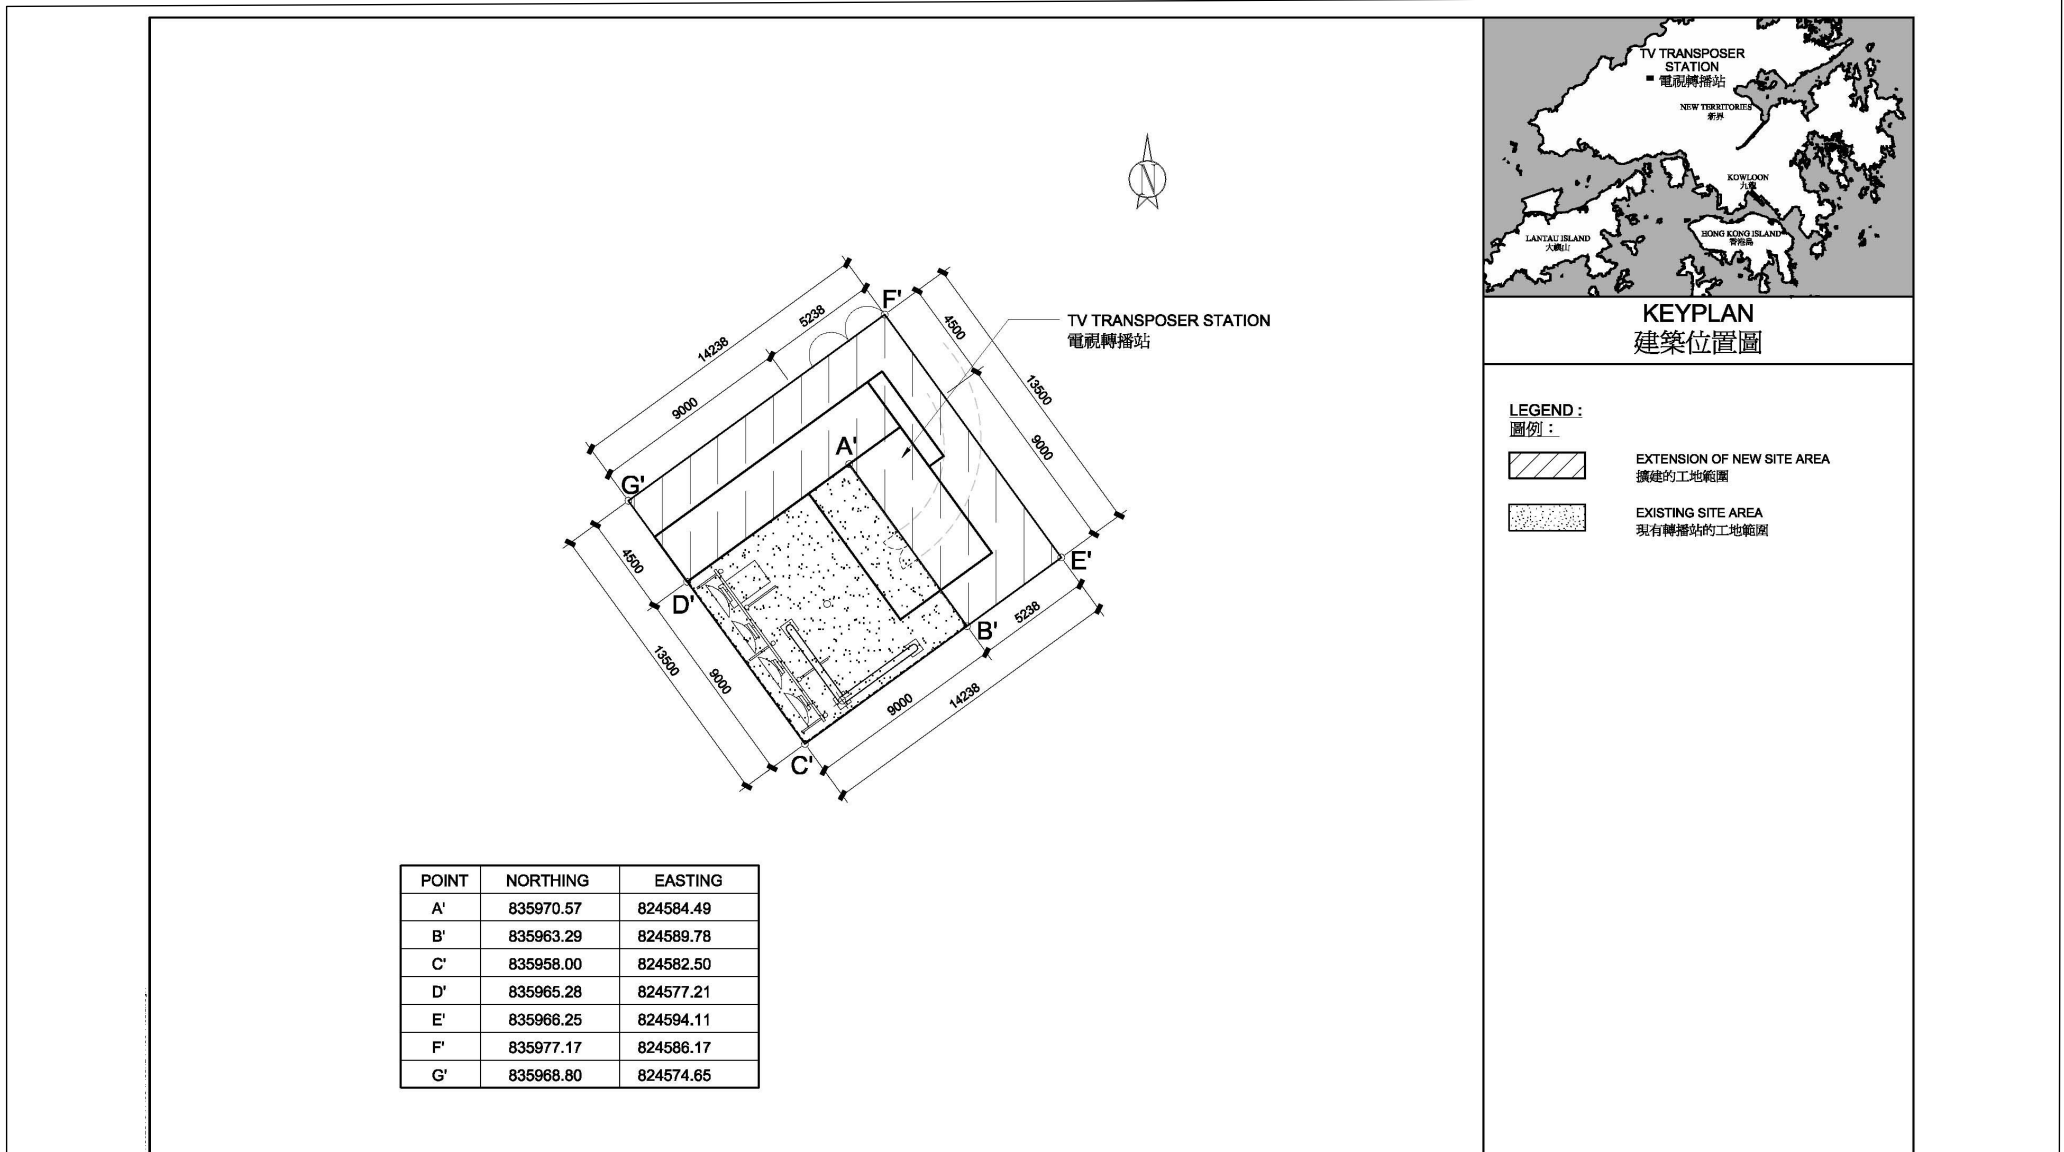 TV TRANSPOSER
STATION
電視轉播站
NEW TERRITORIES
新界
KOWLOON
九龍
LANTAU ISLAND
大嶼山
HONG KONG ISLAND
香港島
KEYPLAN
建築位置圖
LEGEND :
圖例：
EXTENSION OF NEW SITE AREA
擴建的工地範圍
EXISTING SITE AREA
現有轉播站的工地範圍
N
TV TRANSPOSER STATION
電視轉播站
14238
5238
9000
F'
4500
13500
9000
A'
G'
E'
D'
B'
C'
4500
13500
9000
5238
9000
14238
POINT NORTHING EASTING
A' 835970.57 824584.49
B' 835963.29 824589.78
C' 835958.00 824582.50
D' 835965.28 824577.21
E' 835966.25 824594.11
F' 835977.17 824586.17
G' 835968.80 824574.65